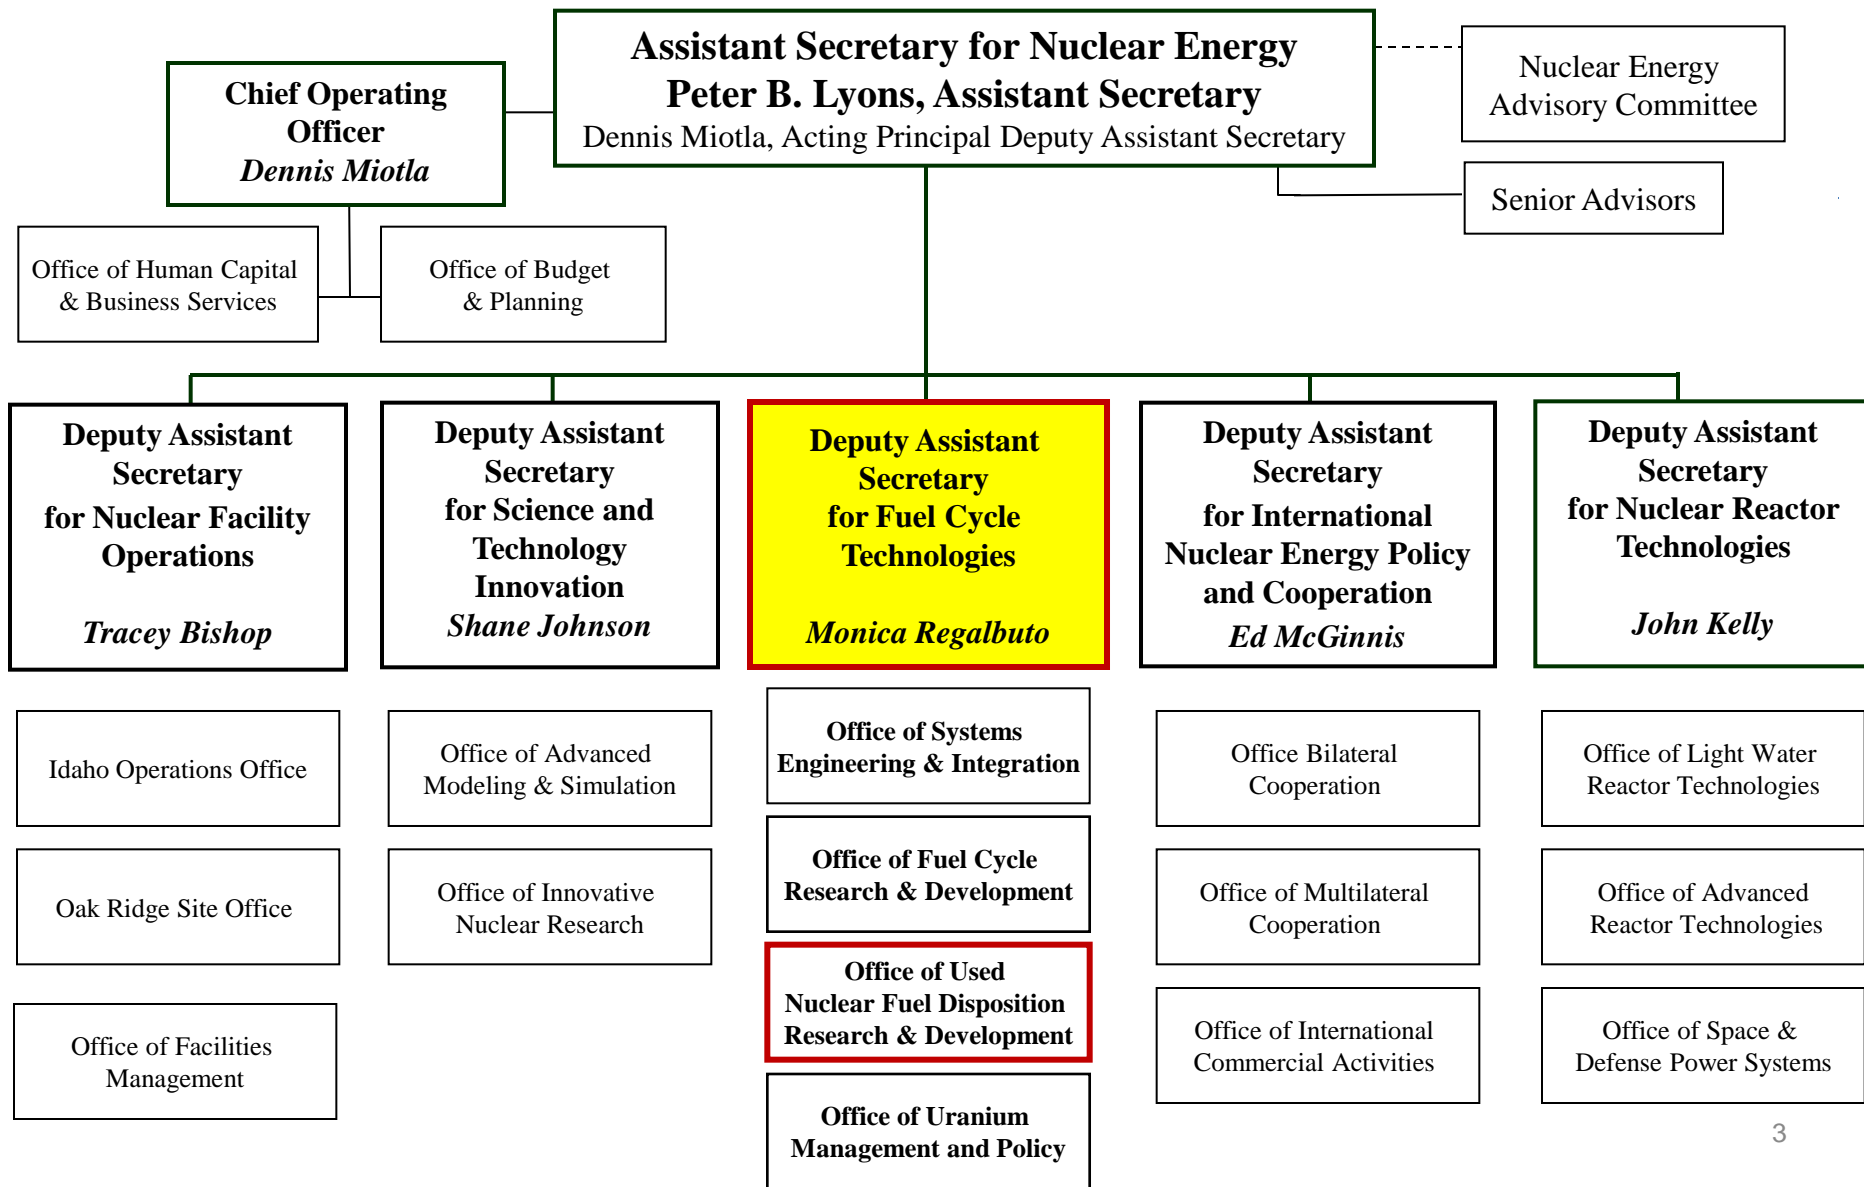 Assistant Secretary for Nuclear Energy
Peter B. Lyons, Assistant Secretary
Dennis Miotla, Acting Principal Deputy Assistant Secretary
Chief Operating
Officer
Dennis Miotla
Nuclear Energy
Advisory Committee
Senior Advisors
Office of Human Capital
& Business Services
Office of Budget
& Planning
Deputy Assistant
Secretary
for Nuclear Facility
Operations
Tracey Bishop
Deputy Assistant
Secretary
for Science and
Technology
Innovation
Shane Johnson
Deputy Assistant
Secretary
for Fuel Cycle
Technologies
Monica Regalbuto
Deputy Assistant
Secretary
for International
Nuclear Energy Policy
and Cooperation
Ed McGinnis
Deputy Assistant
Secretary
for Nuclear Reactor
Technologies
John Kelly
Idaho Operations Office
Oak Ridge Site Office
Office of Facilities
Management
Office of Advanced
Modeling & Simulation
Office of Innovative
Nuclear Research
Office of Systems
Engineering & Integration
Office of Fuel Cycle
Research & Development
Office of Used
Nuclear Fuel Disposition
Research & Development
Office of Uranium
Management and Policy
Office Bilateral
Cooperation
Office of Multilateral
Cooperation
Office of International
Commercial Activities
Office of Light Water
Reactor Technologies
Office of Advanced
Reactor Technologies
Office of Space &
Defense Power Systems
3